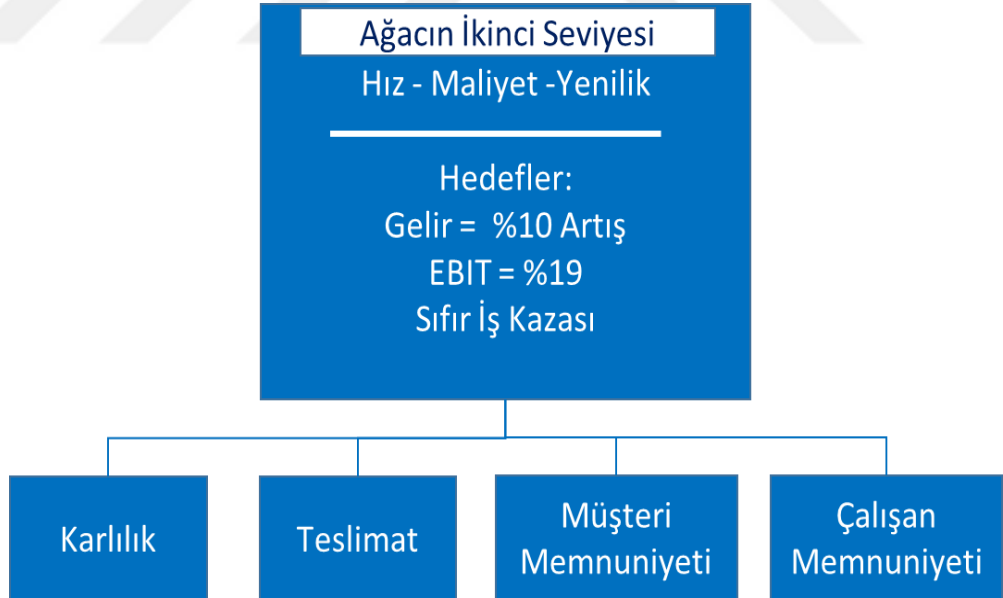 Ağacın İkinci Seviyesi
Hız - Maliyet -Yenilik
Hedefler:
Gelir = %10 Artış
EBIT = %19
Sıfır İş Kazası
Karlılık
Teslimat
Müşteri
Memnuniyeti
Çalışan
Memnuniyeti